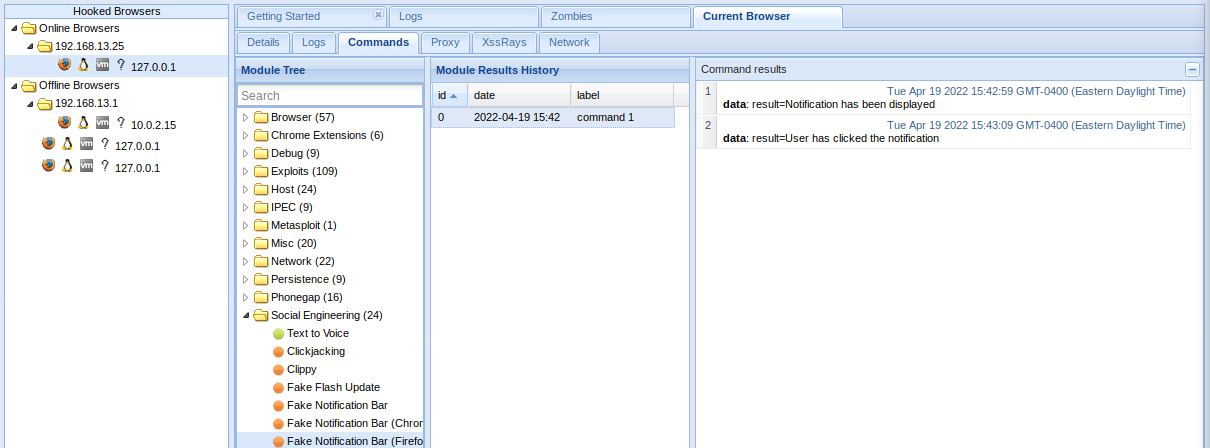 Hooked Browsers
Online Browsers
192.168.13.25
127.0.0.1
Offline Browsers
192.168.13.1
10.0.2.15
127.0.0.1
127.0.0.1
Getting Started
Logs
Zombies
Current Browser
Details
Logs
Commands
Proxy
XssRays
Network
Module Tree
Search
Browser (57)
Chrome Extensions (6)
Debug (9)
Exploits (109)
Host (24)
IPEC (9)
Metasploit (1)
Misc (20)
Network (22)
Persistence (9)
Phonegap (16)
Social Engineering (24)
Text to Voice
Clickjacking
Clippy
Fake Flash Update
Fake Notification Bar
Fake Notification Bar (Chron
Fake Notification Bar (Firefo
Module Results History
id date label
0 2022-04-19 15:42 command 1
Command results
1 Tue Apr 19 2022 15:42:59 GMT-0400 (Eastern Daylight Time)
data: result=Notification has been displayed
2 Tue Apr 19 2022 15:43:09 GMT-0400 (Eastern Daylight Time)
data: result=User has clicked the notification